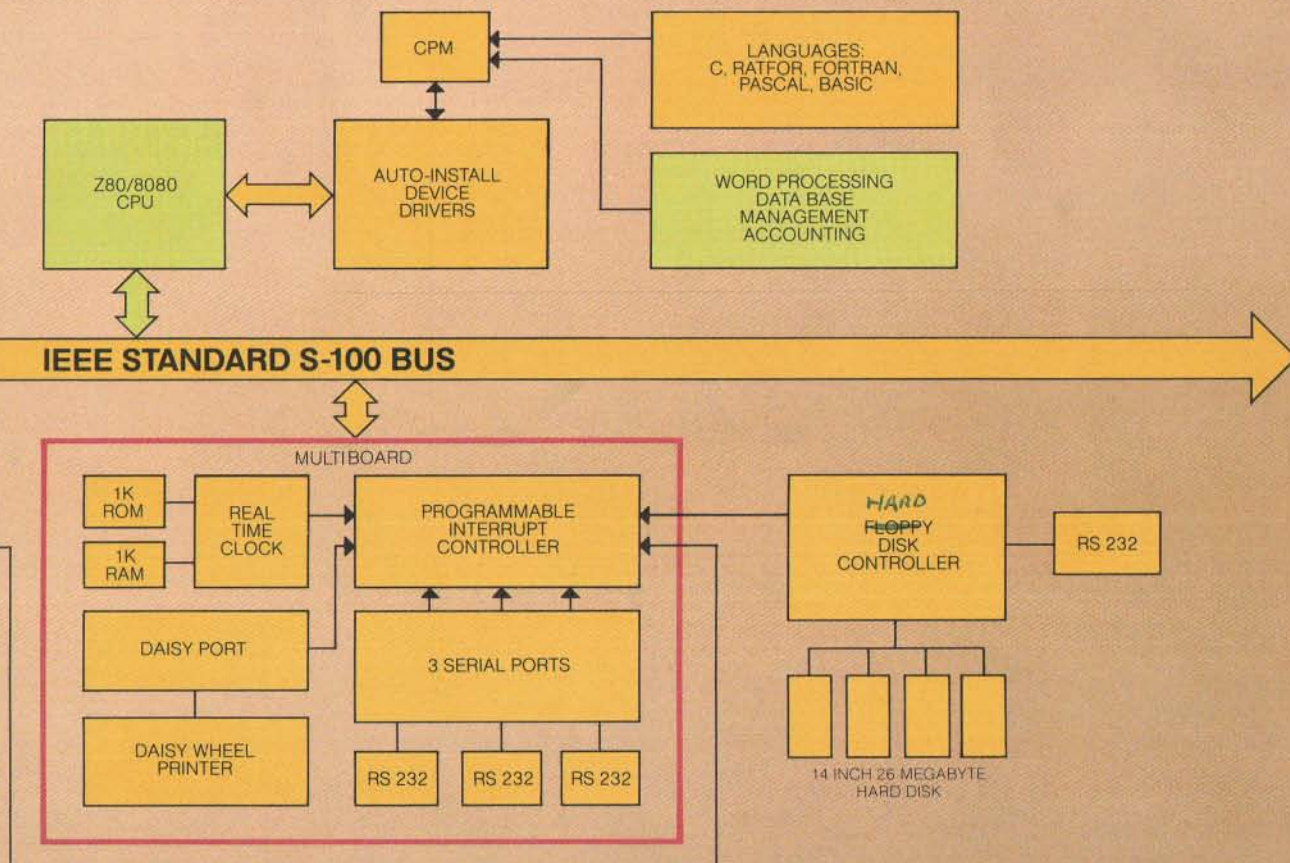 CPM
LANGUAGES:
C, RATFOR, FORTRAN,
PASCAL, BASIC
Z80/8080
CPU
AUTO-INSTALL
DEVICE
DRIVERS
WORD PROCESSING
DATA BASE
MANAGEMENT
ACCOUNTING
IEEE STANDARD S-100 BUS
MULTIBOARD
1K
ROM
1K
RAM
REAL
TIME
CLOCK
PROGRAMMABLE
INTERRUPT
CONTROLLER
HARD
FLOPPY
DISK
CONTROLLER
RS 232
DAISY PORT
3 SERIAL PORTS
DAISY WHEEL
PRINTER
RS 232
RS 232
RS 232
14 INCH 26 MEGABYTE
HARD DISK